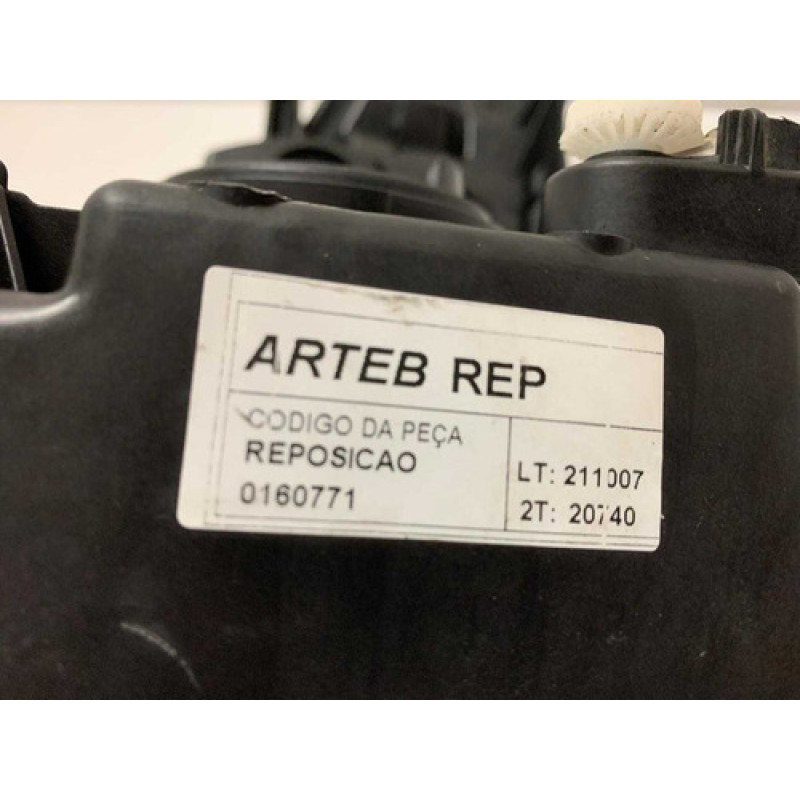 ARTEB REP
CODIGO DA PEÇA
REPOSICAO
0160771
LT: 211007
2T: 20740